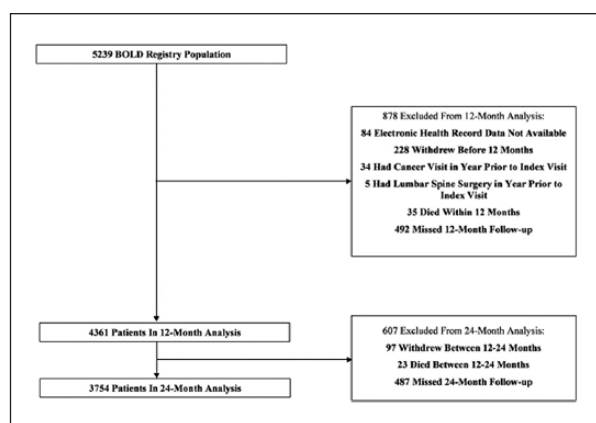 5239 BOLD Registry Population
878 Excluded From 12-Month Analysis:
84 Electronic Health Record Data Not Available
228 Withdrew Before 12 Months
34 Had Cancer Visit in Year Prior to Index Visit
5 Had Lumbar Spine Surgery in Year Prior to
Index Visit
35 Died Within 12 Months
492 Missed 12-Month Follow-up
4361 Patients In 12-Month Analysis
607 Excluded From 24-Month Analysis:
97 Withdrew Between 12-24 Months
23 Died Between 12-24 Months
487 Missed 24-Month Follow-up
3754 Patients In 24-Month Analysis